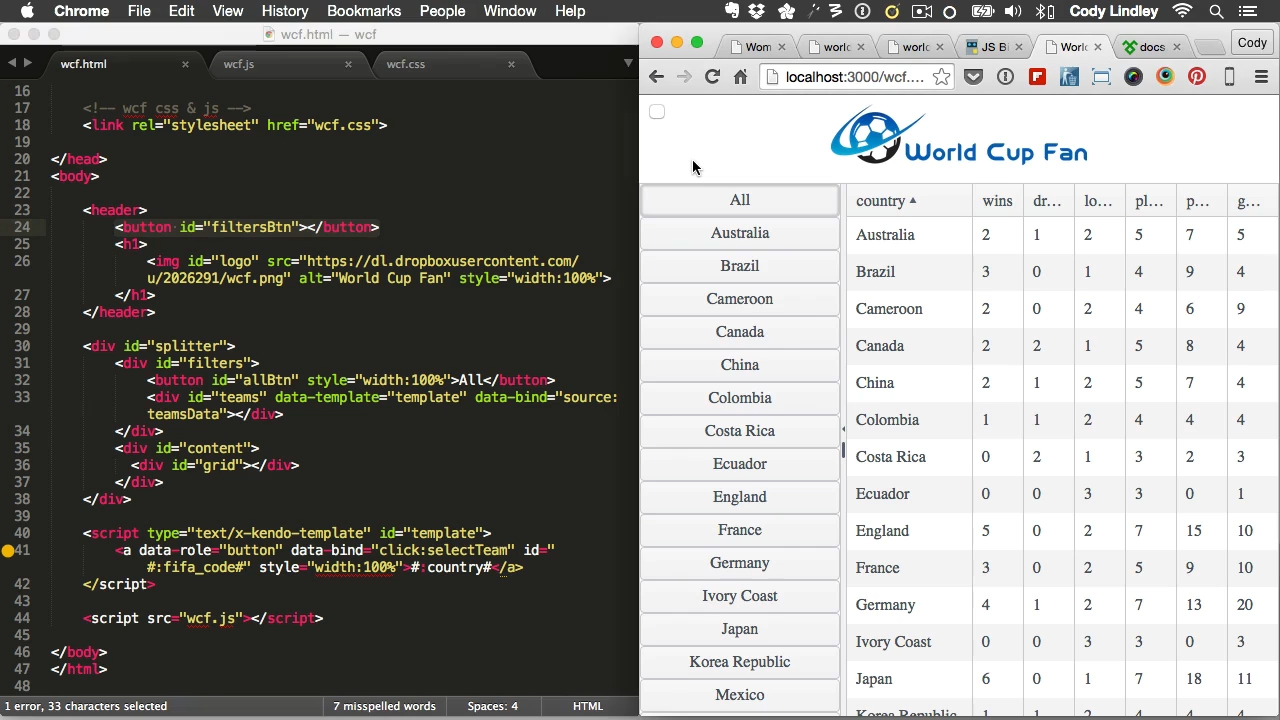 Chrome File Edit View History Bookmarks People Window Help Cody Lindley
wcf.html — wcf
wcf.html wcf.js wcf.css
16
17 <!-- wcf css & js -->
18 <link rel="stylesheet" href="wcf.css">
19
20 </head>
21 <body>
22
23 <header>
24 <button id="filtersBtn"></button>
25 <h1>
26 <img id="logo" src="https://dl.dropboxusercontent.com/
u/2026291/wcf.png" alt="World Cup Fan" style="width:100%">
27 </h1>
28 </header>
29
30 <div id="splitter">
31 <div id="filters">
32 <button id="allBtn" style="width:100%">All</button>
33 <div id="teams" data-template="template" data-bind="source:
teamsData"></div>
34 </div>
35 <div id="content">
36 <div id="grid"></div>
37 </div>
38 </div>
39
40 <script type="text/x-kendo-template" id="template">
41 <a data-role="button" data-bind="click:selectTeam" id="
#:fifa_code#" style="width:100%">#:country#</a>
42 </script>
43
44 <script src="wcf.js"></script>
45
46 </body>
47 </html>
48
1 error, 33 characters selected 7 misspelled words Spaces: 4 HTML
Wom worlc worlc JS Bi Worlc docs Cody
localhost:3000/wcf....
World Cup Fan
All
Australia
Brazil
Cameroon
Canada
China
Colombia
Costa Rica
Ecuador
England
France
Germany
Ivory Coast
Japan
Korea Republic
Mexico
country wins dr... lo... pl... p... g...
Australia 2 1 2 5 7 5
Brazil 3 0 1 4 9 4
Cameroon 2 0 2 4 6 9
Canada 2 2 1 5 8 4
China 2 1 2 5 7 4
Colombia 1 1 2 4 4 4
Costa Rica 0 2 1 3 2 3
Ecuador 0 0 3 3 0 1
England 5 0 2 7 15 10
France 3 0 2 5 9 10
Germany 4 1 2 7 13 20
Ivory Coast 0 0 3 3 0 3
Japan 6 0 1 7 18 11
Korea Republic 1 1 2 4 4 4